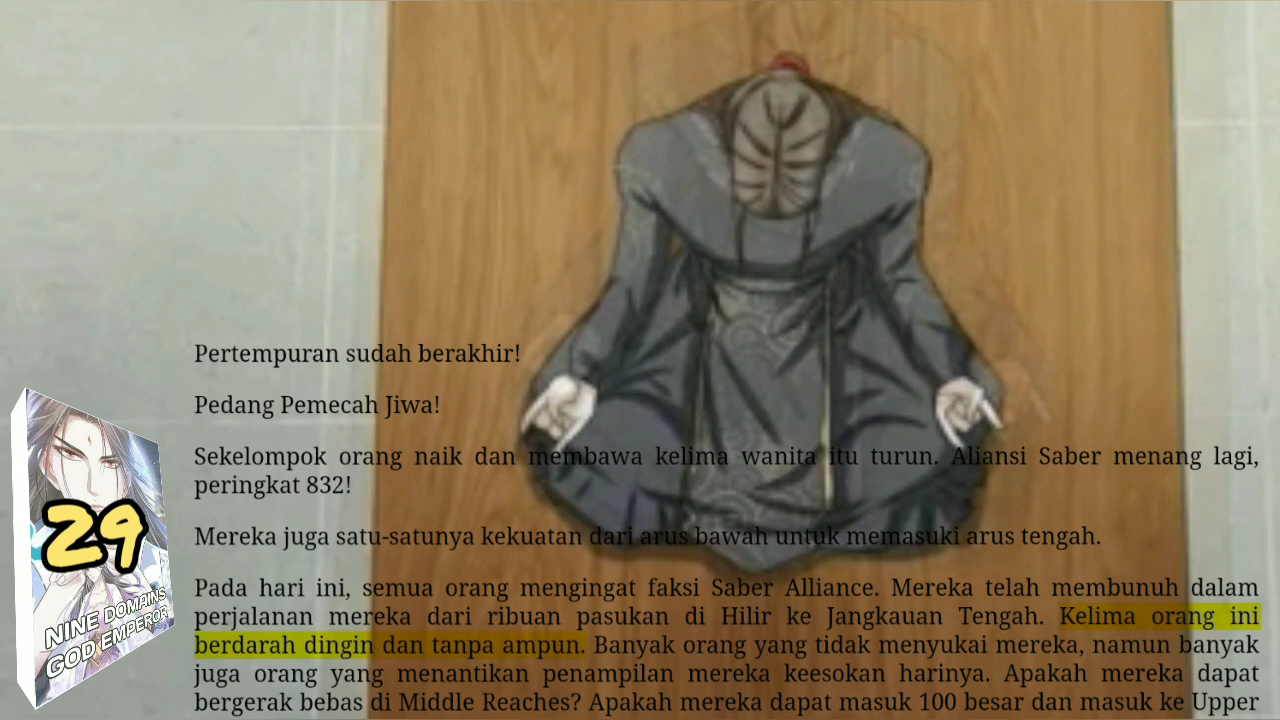 Pertempuran sudah berakhir!
Pedang Pemecah Jiwa!
Sekelompok orang naik dan membawa kelima wanita itu turun. Aliansi Saber menang lagi,
peringkat 832!
Mereka juga satu-satunya kekuatan dari arus bawah untuk memasuki arus tengah.
Pada hari ini, semua orang mengingat faksi Saber Alliance. Mereka telah membunuh dalam
perjalanan mereka dari ribuan pasukan di Hilir ke Jangkauan Tengah. Kelima orang ini
berdarah dingin dan tanpa ampun. Banyak orang yang tidak menyukai mereka, namun banyak
juga orang yang menantikan penampilan mereka keesokan harinya. Apakah mereka dapat
bergerak bebas di Middle Reaches? Apakah mereka dapat masuk 100 besar dan masuk ke Upper
29
NINE DOMAINS
GOD EMPEROR